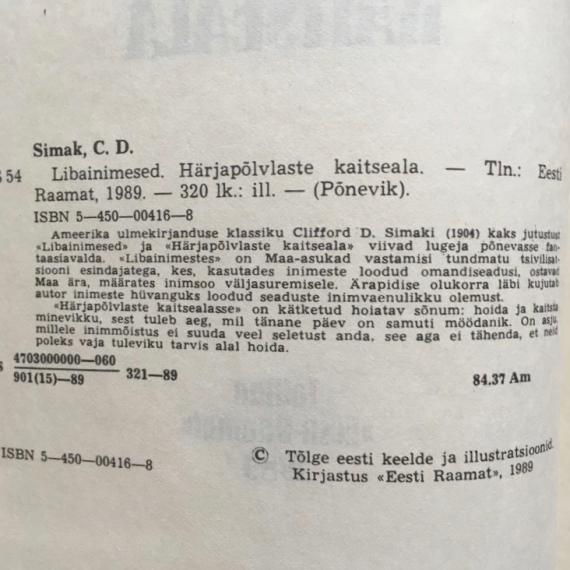 Simak, C. D.
S 54 Libainimesed. Härjapõlvlaste kaitseala. — Tln.: Eesti
Raamat, 1989. — 320 lk.: ill. — (Põnevik).
ISBN 5—450—00416—8
Ameerika ulmekirjanduse klassiku Clifford D. Simaki (1904) kaks jutustust
«Libainimesed» ja «Härjapõlvlaste kaitseala» viivad lugeja põnevasse fan-
taasiavalda. «Libainimestes» on Maa-asukad vastamisi tundmatu tsivilisat-
siooni esindajatega, kes, kasutades inimeste loodud omandiseadusi, ostavad
Maa ära, määrates inimsoo väljasuremisele. Ärapidise olukorra läbi kujutab
autor inimeste hüvanguks loodud seaduste inimvaenulikku olemust.
«Härjapõlvlaste kaitsealasse» on kätketud hoiatav sõnum: hoida ja kaitsta
minevikku, sest tuleb aeg, mil tänane päev on samuti möödanik. On asju,
millele inimmõistus ei suuda veel seletust anda, see aga ei tähenda, et neid
poleks vaja tuleviku tarvis alal hoida.
S 4703000000—060
901(15)—89 321—89
84.37 Am
ISBN 5—450—00416—8
© Tõlge eesti keelde ja illustratsioonid.
Kirjastus «Eesti Raamat», 1989